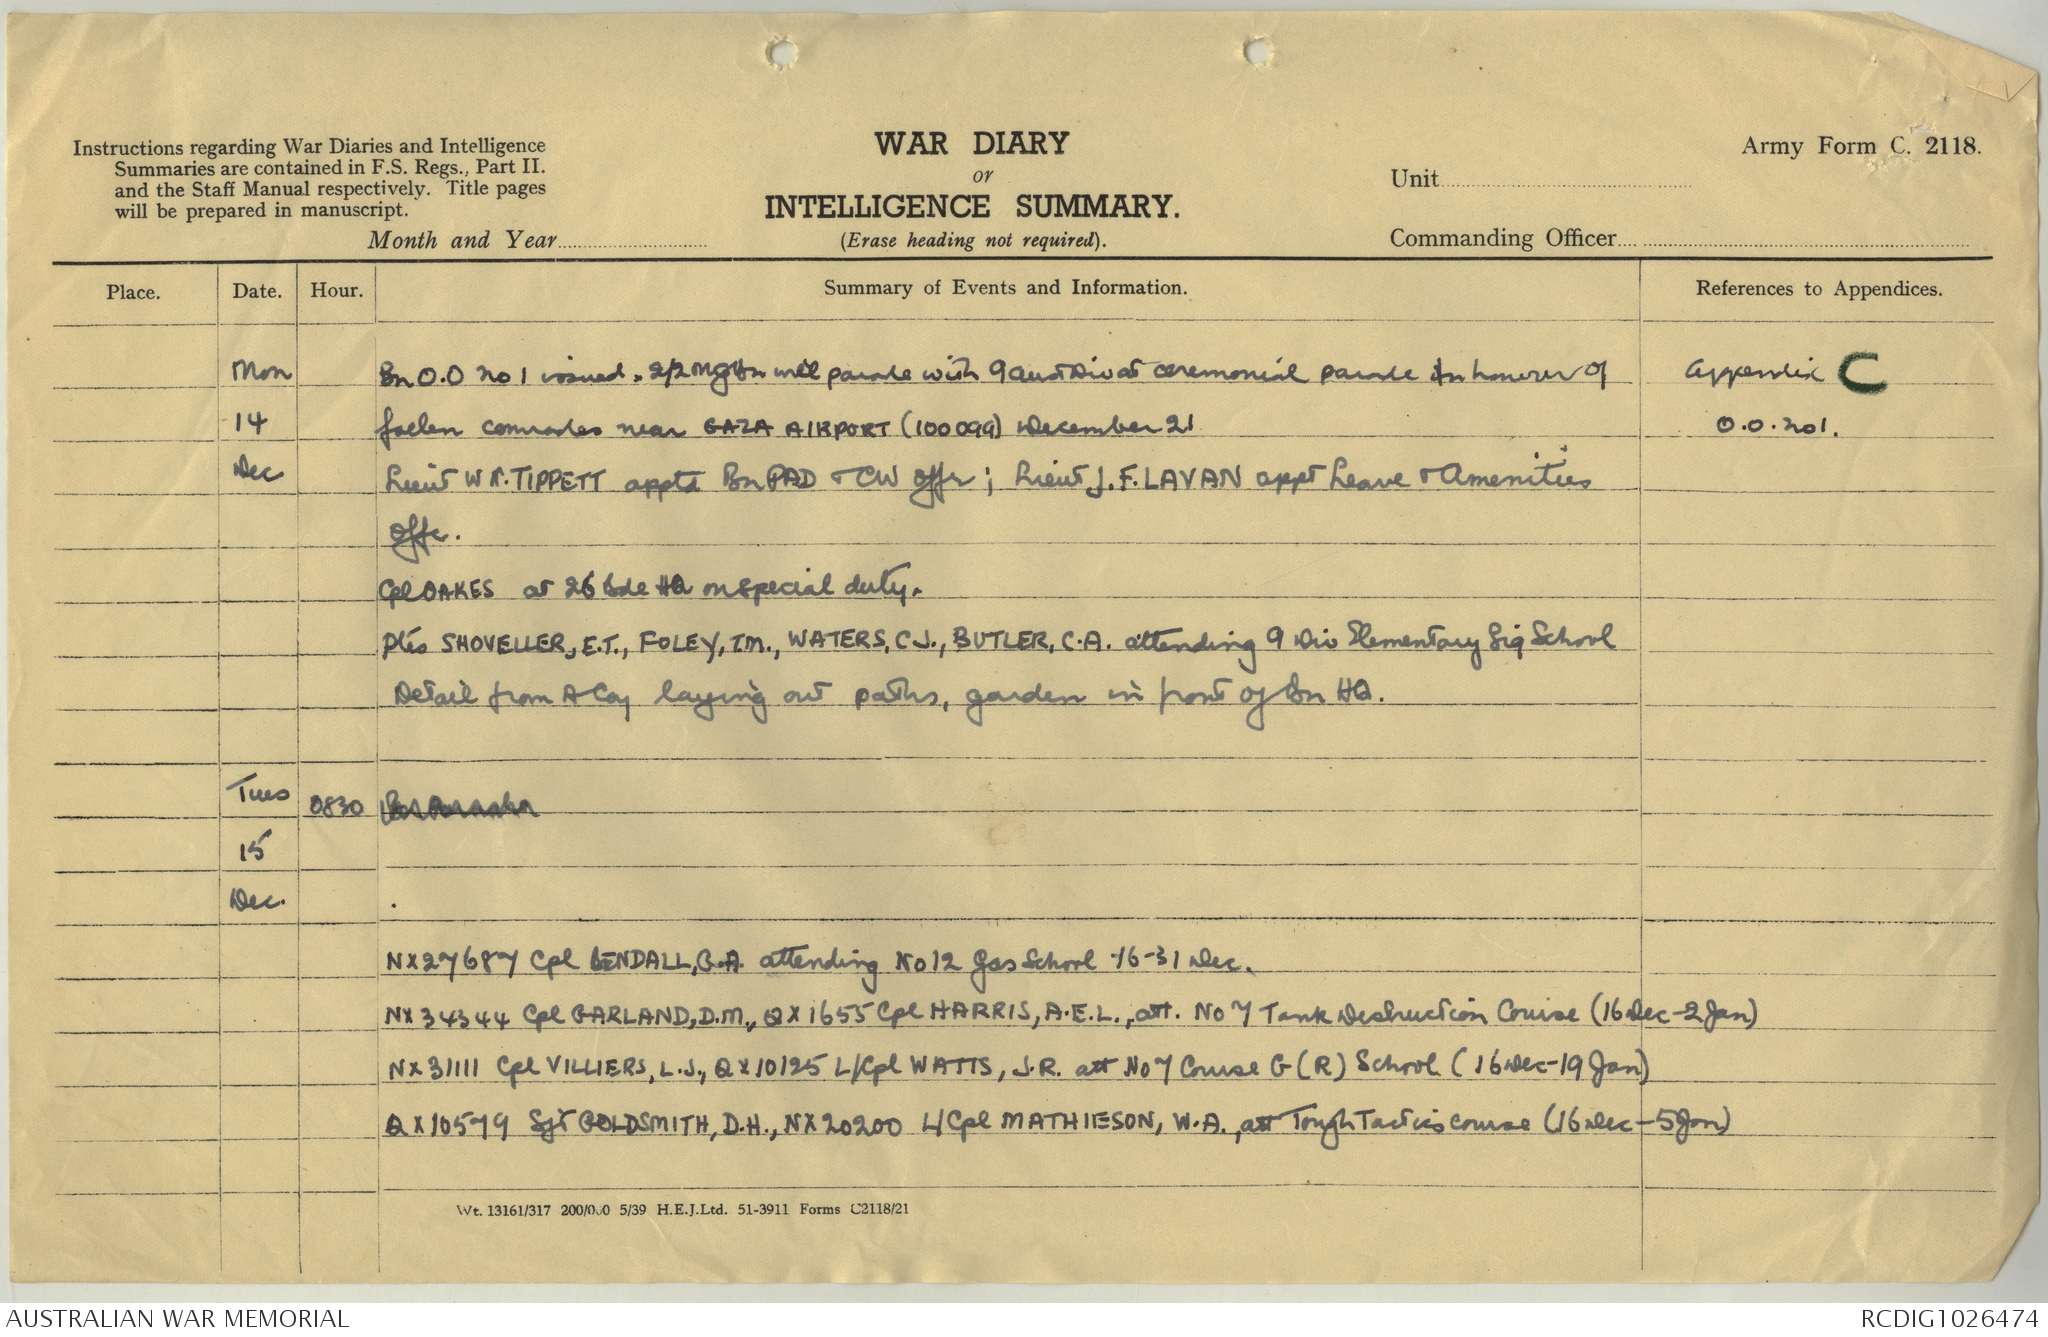 Instructions regarding War Diaries and Intelligence
Summaries are contained in F.S. Regs., Part II.
and the Staff Manual respectively. Title pages
will be prepared in manuscript.
Month and Year
WAR DIARY
or
INTELLIGENCE SUMMARY.
(Erase heading not required).
Army Form C. 2118.
Unit
Commanding Officer
Place. Date. Hour. Summary of Events and Information. References to Appendices.
Mon Bn O.O no 1 issued. 2/2 MG Bn will parade with 9 Aust Div at ceremonial parade in honour of Appendix C
14 fallen comrades near GAZA AIRPORT (100099) December 21 O.O. no 1.
Dec Lieut W. TIPPETT appt Bn PAD & CW Offr; Lieut J.F. LAVAN appt Leave & Amenities
Offr.
Cpl OAKES at 26 Bde HQ on special duty.
Ptes SHOVELLER, E.T., FOLEY, T.M., WATERS, C.J., BUTLER, C.A. attending 9 Div Elementary Sig School
Detail from A Coy laying out paths, garden in front of Bn HQ.
Tues 0830
15
Dec.
NX27687 Cpl BENDALL, G.A. attending No 12 Gas School 16-31 Dec.
NX34344 Cpl GARLAND, D.M., QX1655 Cpl HARRIS, A.E.L., att. No 7 Tank Destruction Course (16 Dec - 2 Jan)
NX31111 Cpl VILLIERS, L.J., QX10125 L/Cpl WATTS, J.R. att No 7 Course G(R) School (16 Dec - 19 Jan)
QX10579 Sjt GOLDSMITH, D.H., NX20200 L/Cpl MATHIESON, W.A., att Tough Tactics course (16 Dec - 5 Jan)
Wt. 13161/317 200/000 5/39 H.E.J.Ltd. 51-3911 Forms C2118/21
AUSTRALIAN WAR MEMORIAL
RCDIG1026474